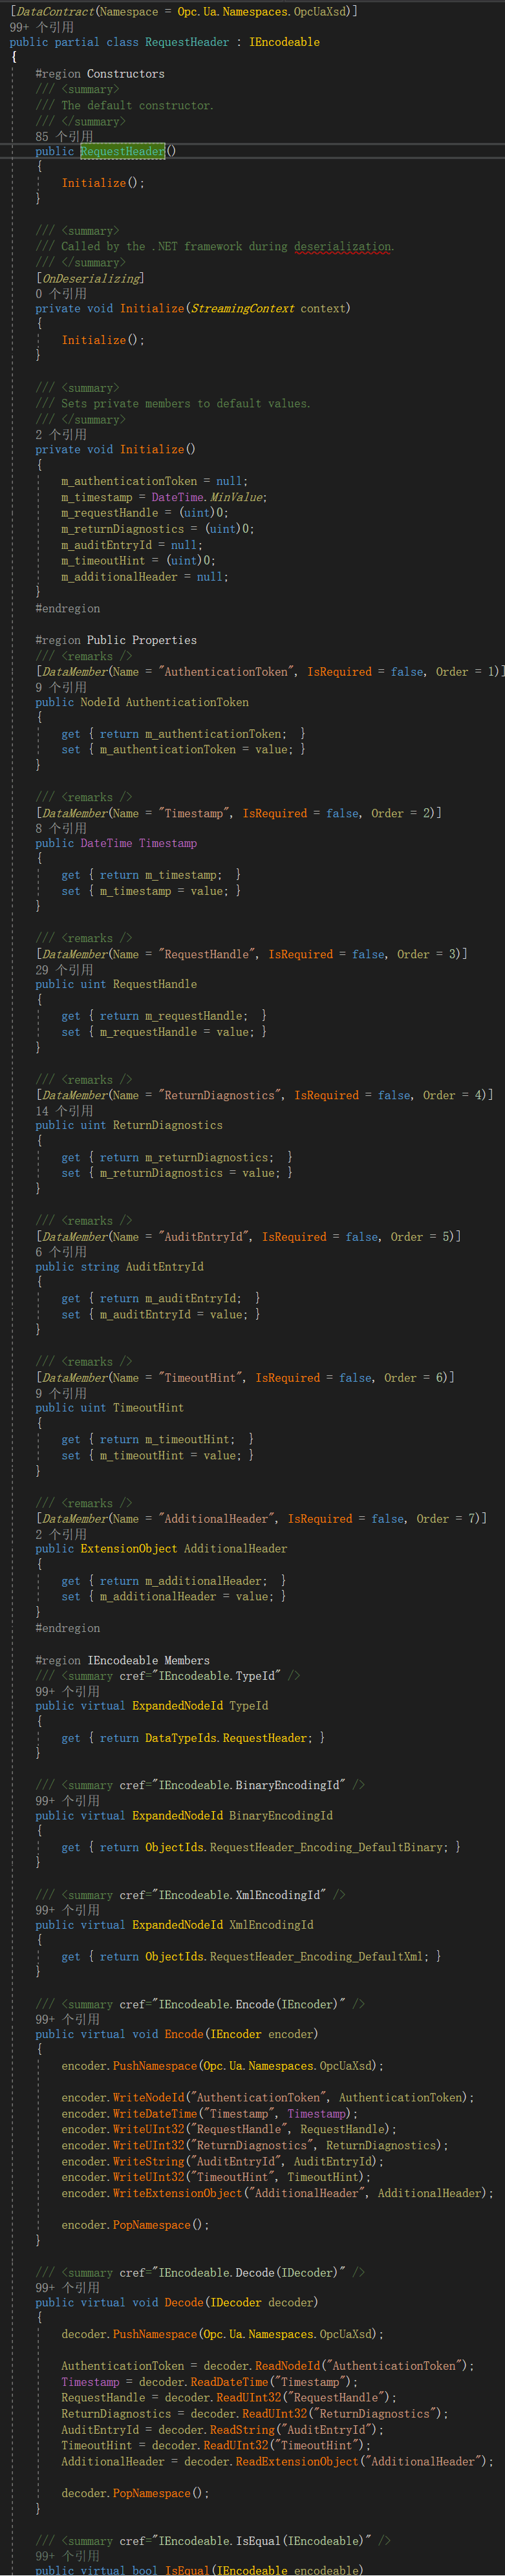 [DataContract(Namespace = Opc.Ua.Namespaces.OpcUaXsd)]
99+ 个引用
public partial class RequestHeader : IEncodeable
{
#region Constructors
/// <summary>
/// The default constructor.
/// </summary>
85 个引用
public RequestHeader()
{
Initialize();
}
/// <summary>
/// Called by the .NET framework during deserialization.
/// </summary>
[OnDeserializing]
0 个引用
private void Initialize(StreamingContext context)
{
Initialize();
}
/// <summary>
/// Sets private members to default values.
/// </summary>
2 个引用
private void Initialize()
{
m_authenticationToken = null;
m_timestamp = DateTime.MinValue;
m_requestHandle = (uint)0;
m_returnDiagnostics = (uint)0;
m_auditEntryId = null;
m_timeoutHint = (uint)0;
m_additionalHeader = null;
}
#endregion
#region Public Properties
/// <remarks />
[DataMember(Name = "AuthenticationToken", IsRequired = false, Order = 1)]
9 个引用
public NodeId AuthenticationToken
{
get { return m_authenticationToken;  }
set { m_authenticationToken = value; }
}
/// <remarks />
[DataMember(Name = "Timestamp", IsRequired = false, Order = 2)]
8 个引用
public DateTime Timestamp
{
get { return m_timestamp;  }
set { m_timestamp = value; }
}
/// <remarks />
[DataMember(Name = "RequestHandle", IsRequired = false, Order = 3)]
29 个引用
public uint RequestHandle
{
get { return m_requestHandle;  }
set { m_requestHandle = value; }
}
/// <remarks />
[DataMember(Name = "ReturnDiagnostics", IsRequired = false, Order = 4)]
14 个引用
public uint ReturnDiagnostics
{
get { return m_returnDiagnostics;  }
set { m_returnDiagnostics = value; }
}
/// <remarks />
[DataMember(Name = "AuditEntryId", IsRequired = false, Order = 5)]
6 个引用
public string AuditEntryId
{
get { return m_auditEntryId;  }
set { m_auditEntryId = value; }
}
/// <remarks />
[DataMember(Name = "TimeoutHint", IsRequired = false, Order = 6)]
9 个引用
public uint TimeoutHint
{
get { return m_timeoutHint;  }
set { m_timeoutHint = value; }
}
/// <remarks />
[DataMember(Name = "AdditionalHeader", IsRequired = false, Order = 7)]
2 个引用
public ExtensionObject AdditionalHeader
{
get { return m_additionalHeader;  }
set { m_additionalHeader = value; }
}
#endregion
#region IEncodeable Members
/// <summary cref="IEncodeable.TypeId" />
99+ 个引用
public virtual ExpandedNodeId TypeId
{
get { return DataTypeIds.RequestHeader; }
}
/// <summary cref="IEncodeable.BinaryEncodingId" />
99+ 个引用
public virtual ExpandedNodeId BinaryEncodingId
{
get { return ObjectIds.RequestHeader_Encoding_DefaultBinary; }
}
/// <summary cref="IEncodeable.XmlEncodingId" />
99+ 个引用
public virtual ExpandedNodeId XmlEncodingId
{
get { return ObjectIds.RequestHeader_Encoding_DefaultXml; }
}
/// <summary cref="IEncodeable.Encode(IEncoder)" />
99+ 个引用
public virtual void Encode(IEncoder encoder)
{
encoder.PushNamespace(Opc.Ua.Namespaces.OpcUaXsd);
encoder.WriteNodeId("AuthenticationToken", AuthenticationToken);
encoder.WriteDateTime("Timestamp", Timestamp);
encoder.WriteUInt32("RequestHandle", RequestHandle);
encoder.WriteUInt32("ReturnDiagnostics", ReturnDiagnostics);
encoder.WriteString("AuditEntryId", AuditEntryId);
encoder.WriteUInt32("TimeoutHint", TimeoutHint);
encoder.WriteExtensionObject("AdditionalHeader", AdditionalHeader);
encoder.PopNamespace();
}
/// <summary cref="IEncodeable.Decode(IDecoder)" />
99+ 个引用
public virtual void Decode(IDecoder decoder)
{
decoder.PushNamespace(Opc.Ua.Namespaces.OpcUaXsd);
AuthenticationToken = decoder.ReadNodeId("AuthenticationToken");
Timestamp = decoder.ReadDateTime("Timestamp");
RequestHandle = decoder.ReadUInt32("RequestHandle");
ReturnDiagnostics = decoder.ReadUInt32("ReturnDiagnostics");
AuditEntryId = decoder.ReadString("AuditEntryId");
TimeoutHint = decoder.ReadUInt32("TimeoutHint");
AdditionalHeader = decoder.ReadExtensionObject("AdditionalHeader");
decoder.PopNamespace();
}
/// <summary cref="IEncodeable.IsEqual(IEncodeable)" />
99+ 个引用
public virtual bool IsEqual(IEncodeable encodeable)